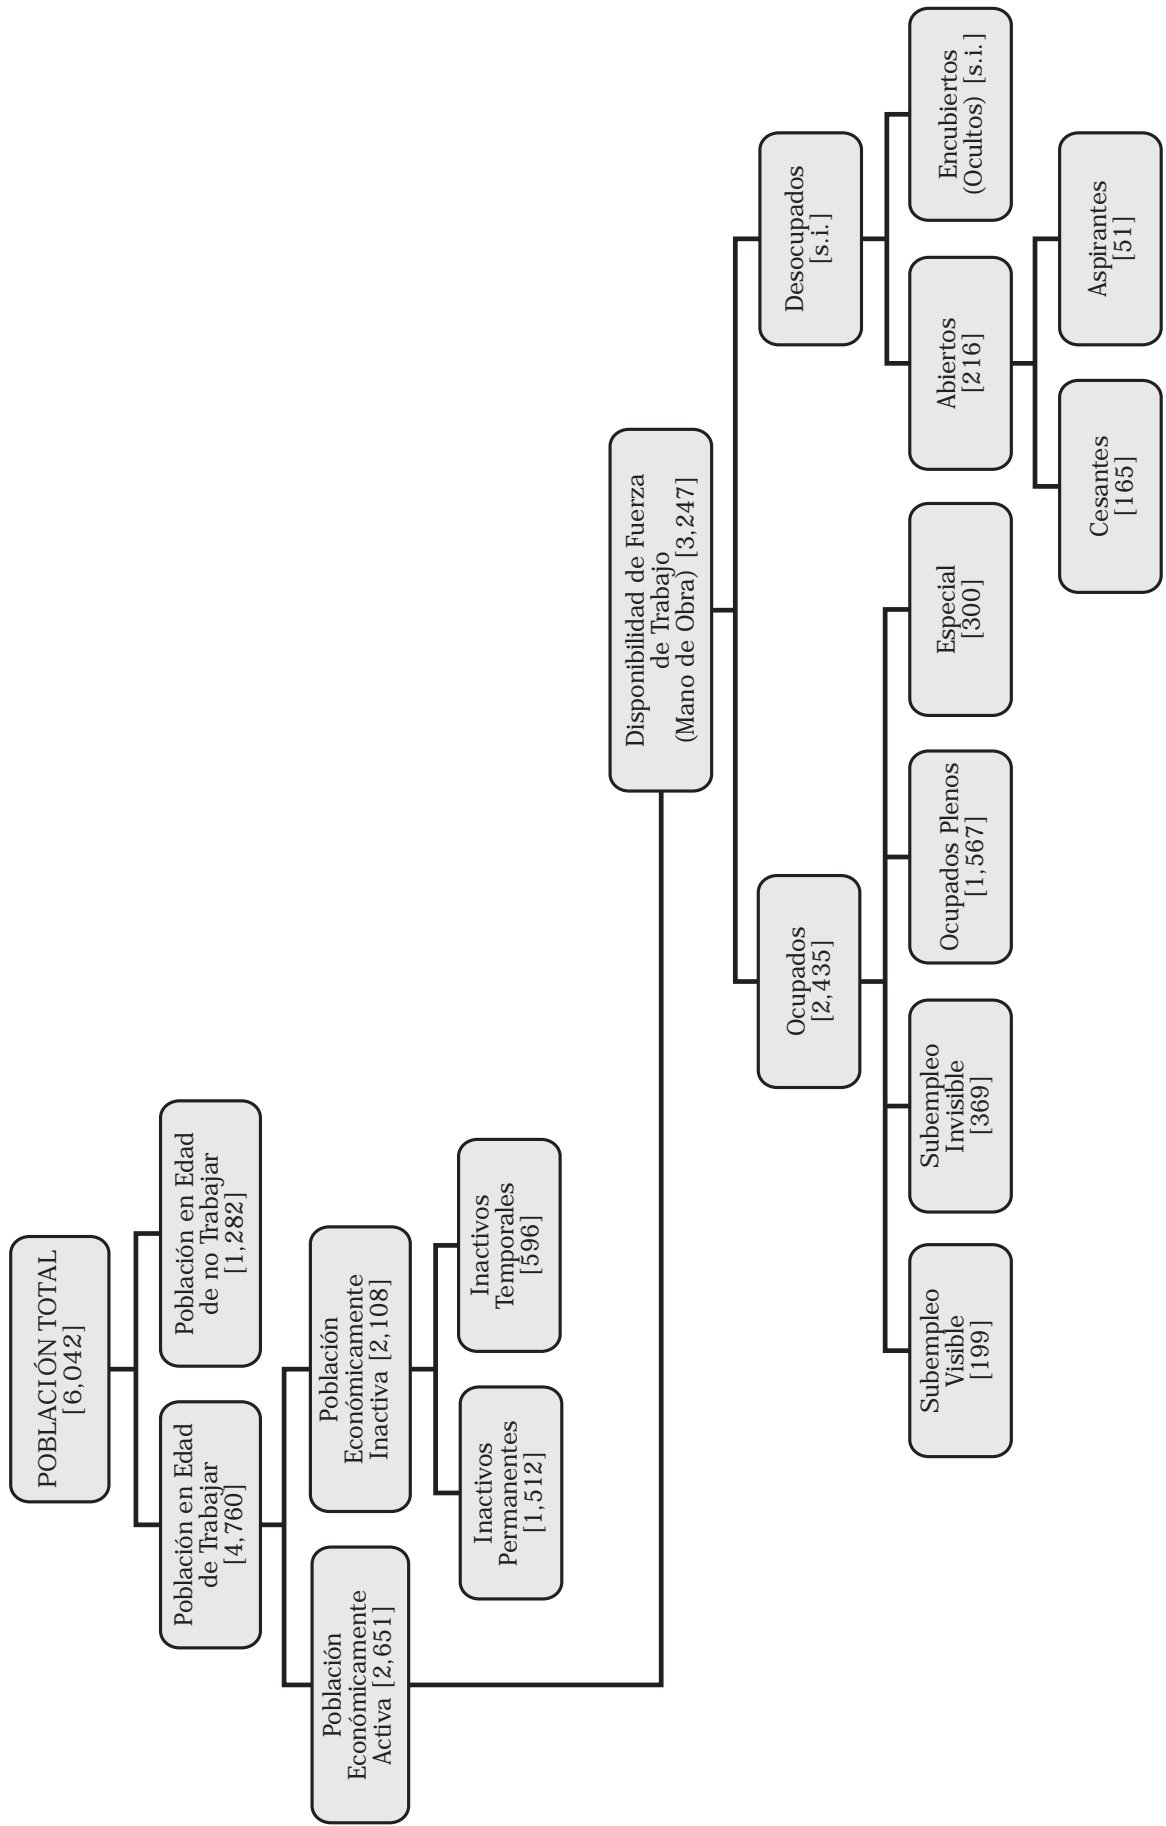 POBLACIÓN TOTAL
[6,042]
Población en Edad
de Trabajar
[4,760]
Población en Edad
de no Trabajar
[1,282]
Población
Económicamente
Activa [2,651]
Población
Económicamente
Inactiva [2,108]
Inactivos
Permanentes
[1,512]
Inactivos
Temporales
[596]
Disponibilidad de Fuerza
de Trabajo
(Mano de Obra) [3,247]
Ocupados
[2,435]
Desocupados
[s.i.]
Subempleo
Visible
[199]
Subempleo
Invisible
[369]
Ocupados Plenos
[1,567]
Especial
[300]
Abiertos
[216]
Encubiertos
(Ocultos) [s.i.]
Cesantes
[165]
Aspirantes
[51]